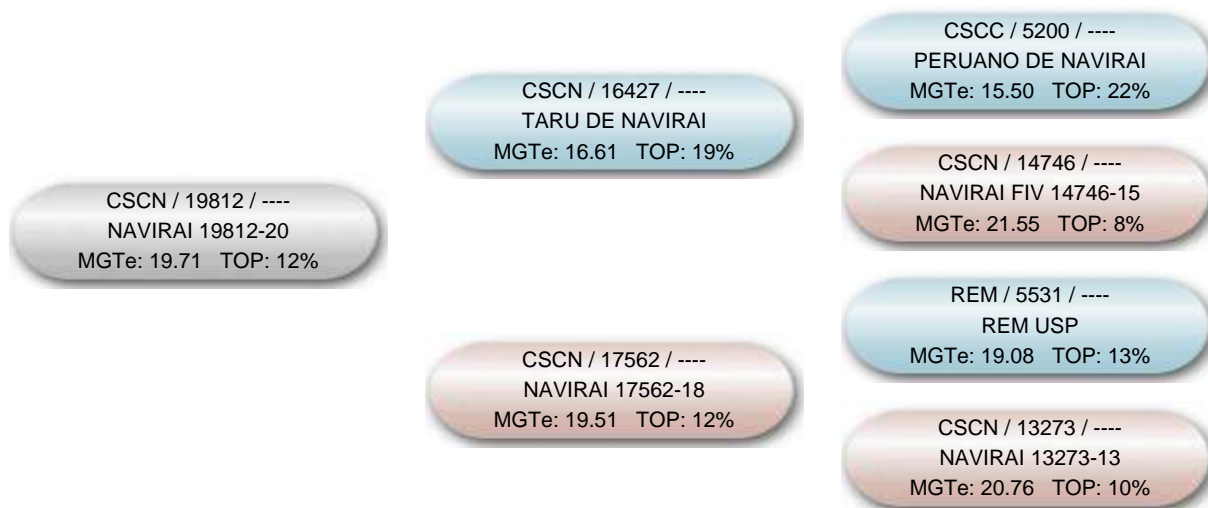 CSCN / 19812 / ----
NAVIRAI 19812-20
MGTe: 19.71 TOP: 12%
CSCN / 16427 / ----
TARU DE NAVIRAI
MGTe: 16.61 TOP: 19%
CSCN / 17562 / ----
NAVIRAI 17562-18
MGTe: 19.51 TOP: 12%
CSCC / 5200 / ----
PERUANO DE NAVIRAI
MGTe: 15.50 TOP: 22%
CSCN / 14746 / ----
NAVIRAI FIV 14746-15
MGTe: 21.55 TOP: 8%
REM / 5531 / ----
REM USP
MGTe: 19.08 TOP: 13%
CSCN / 13273 / ----
NAVIRAI 13273-13
MGTe: 20.76 TOP: 10%